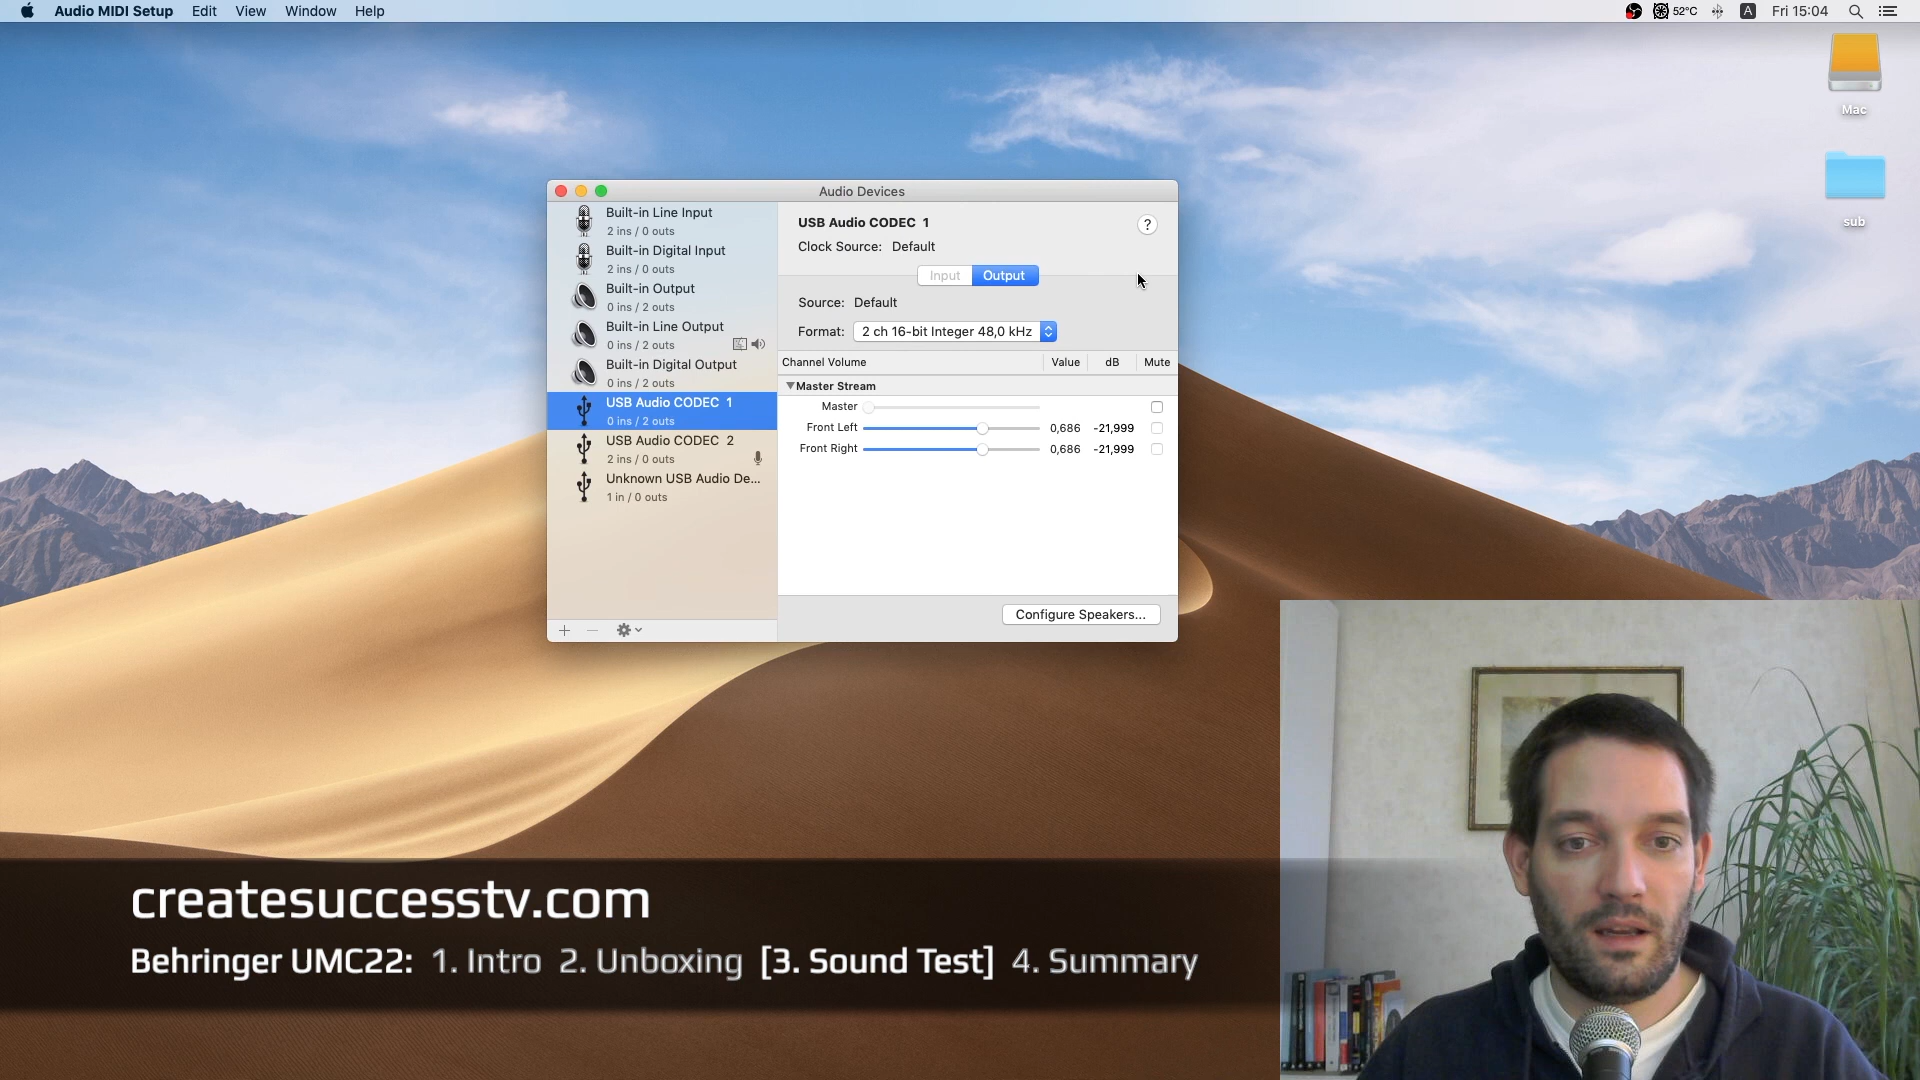 Audio MIDI Setup Edit View Window Help
52°C A Fri 15:04
Mac
sub
Audio Devices
Built-in Line Input
2 ins / 0 outs
Built-in Digital Input
2 ins / 0 outs
Built-in Output
0 ins / 2 outs
Built-in Line Output
0 ins / 2 outs
Built-in Digital Output
0 ins / 2 outs
USB Audio CODEC 1
0 ins / 2 outs
USB Audio CODEC 2
2 ins / 0 outs
Unknown USB Audio De...
1 in / 0 outs
USB Audio CODEC 1
?
Clock Source: Default
Input Output
Source: Default
Format: 2 ch 16-bit Integer 48,0 kHz
Channel Volume Value dB Mute
Master Stream
Master
Front Left 0,686 -21,999
Front Right 0,686 -21,999
Configure Speakers...
createsuccesstv.com
Behringer UMC22: 1. Intro 2. Unboxing [3. Sound Test] 4. Summary